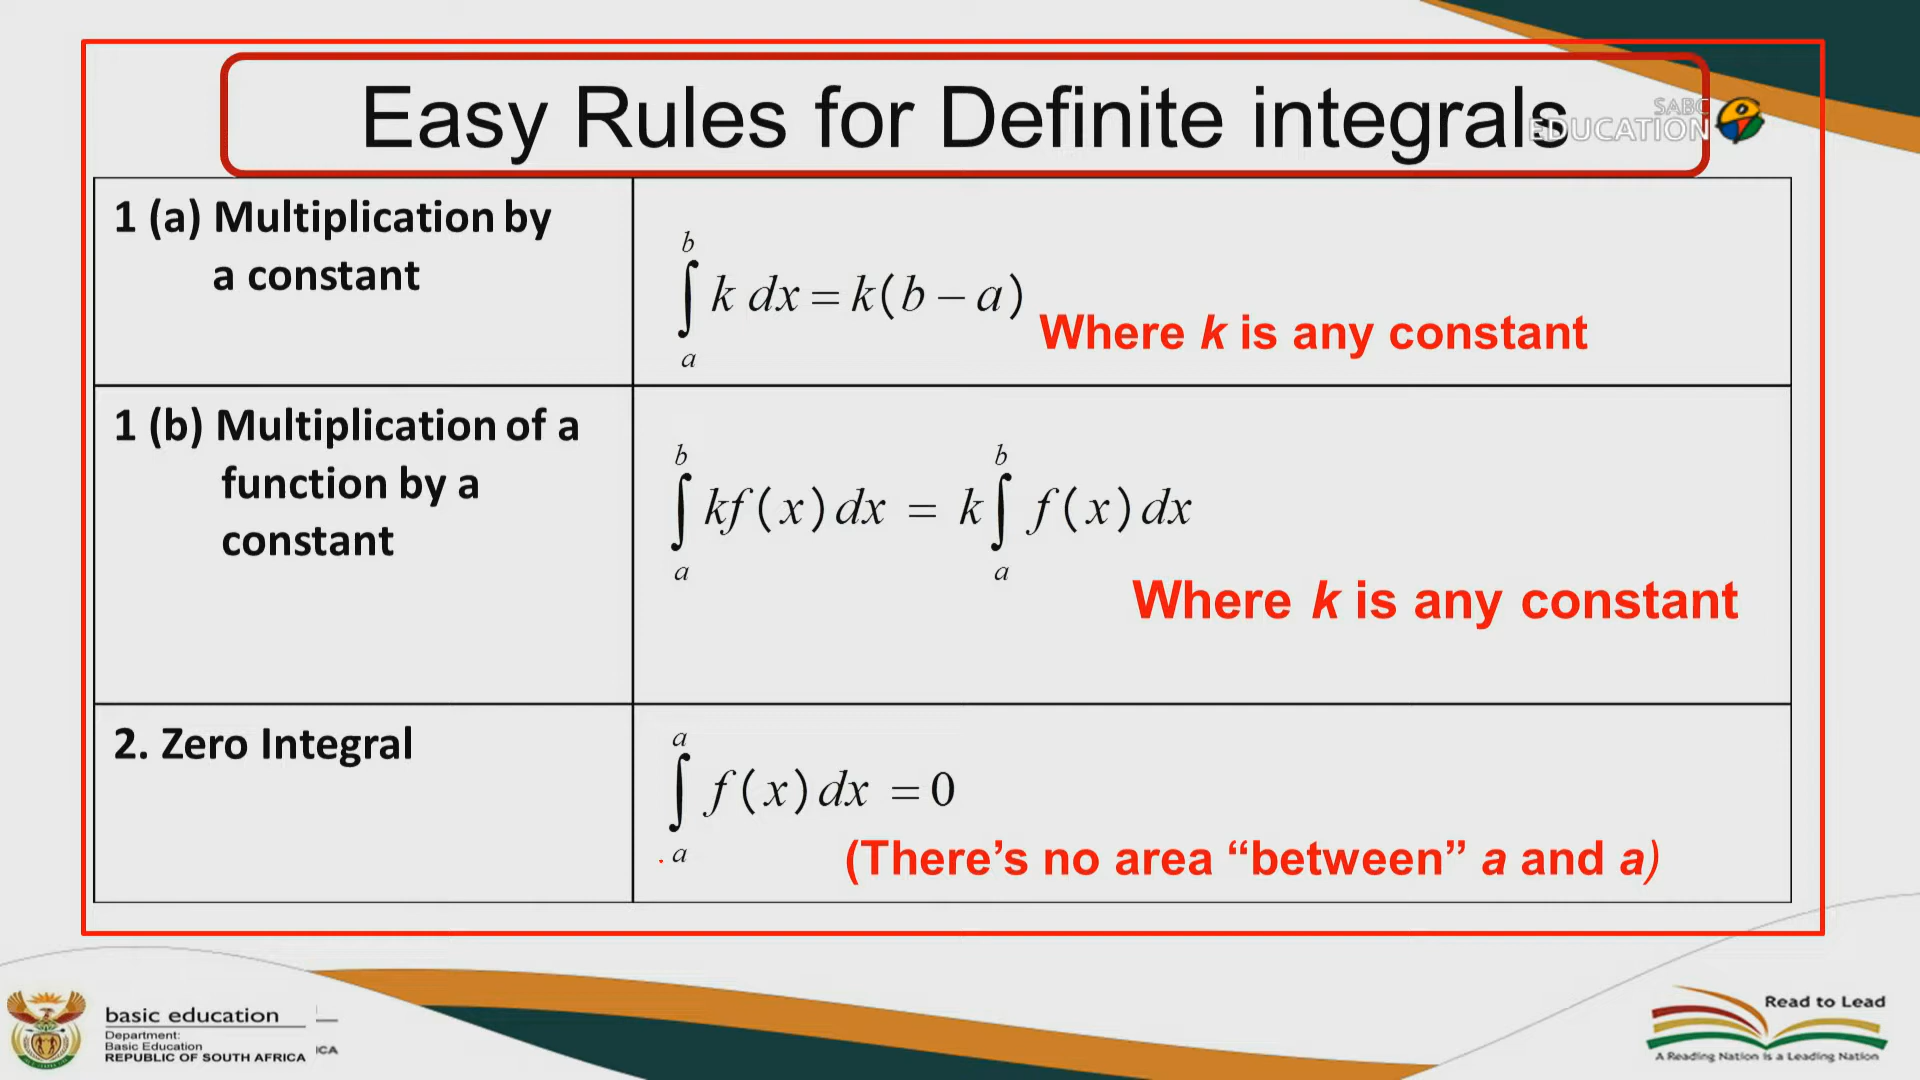 Easy Rules for Definite integrals
SABC
EDUCATION
1 (a) Multiplication by
a constant
b
∫ k dx = k(b – a)
a
Where k is any constant
1 (b) Multiplication of a
function by a
constant
b b
∫ kf(x) dx = k∫ f(x) dx
a a
Where k is any constant
2. Zero Integral
a
∫ f(x) dx = 0
a
(There’s no area “between” a and a)
basic education
Department:
Basic Education
REPUBLIC OF SOUTH AFRICA
ICA
Read to Lead
A Reading Nation is a Leading Nation